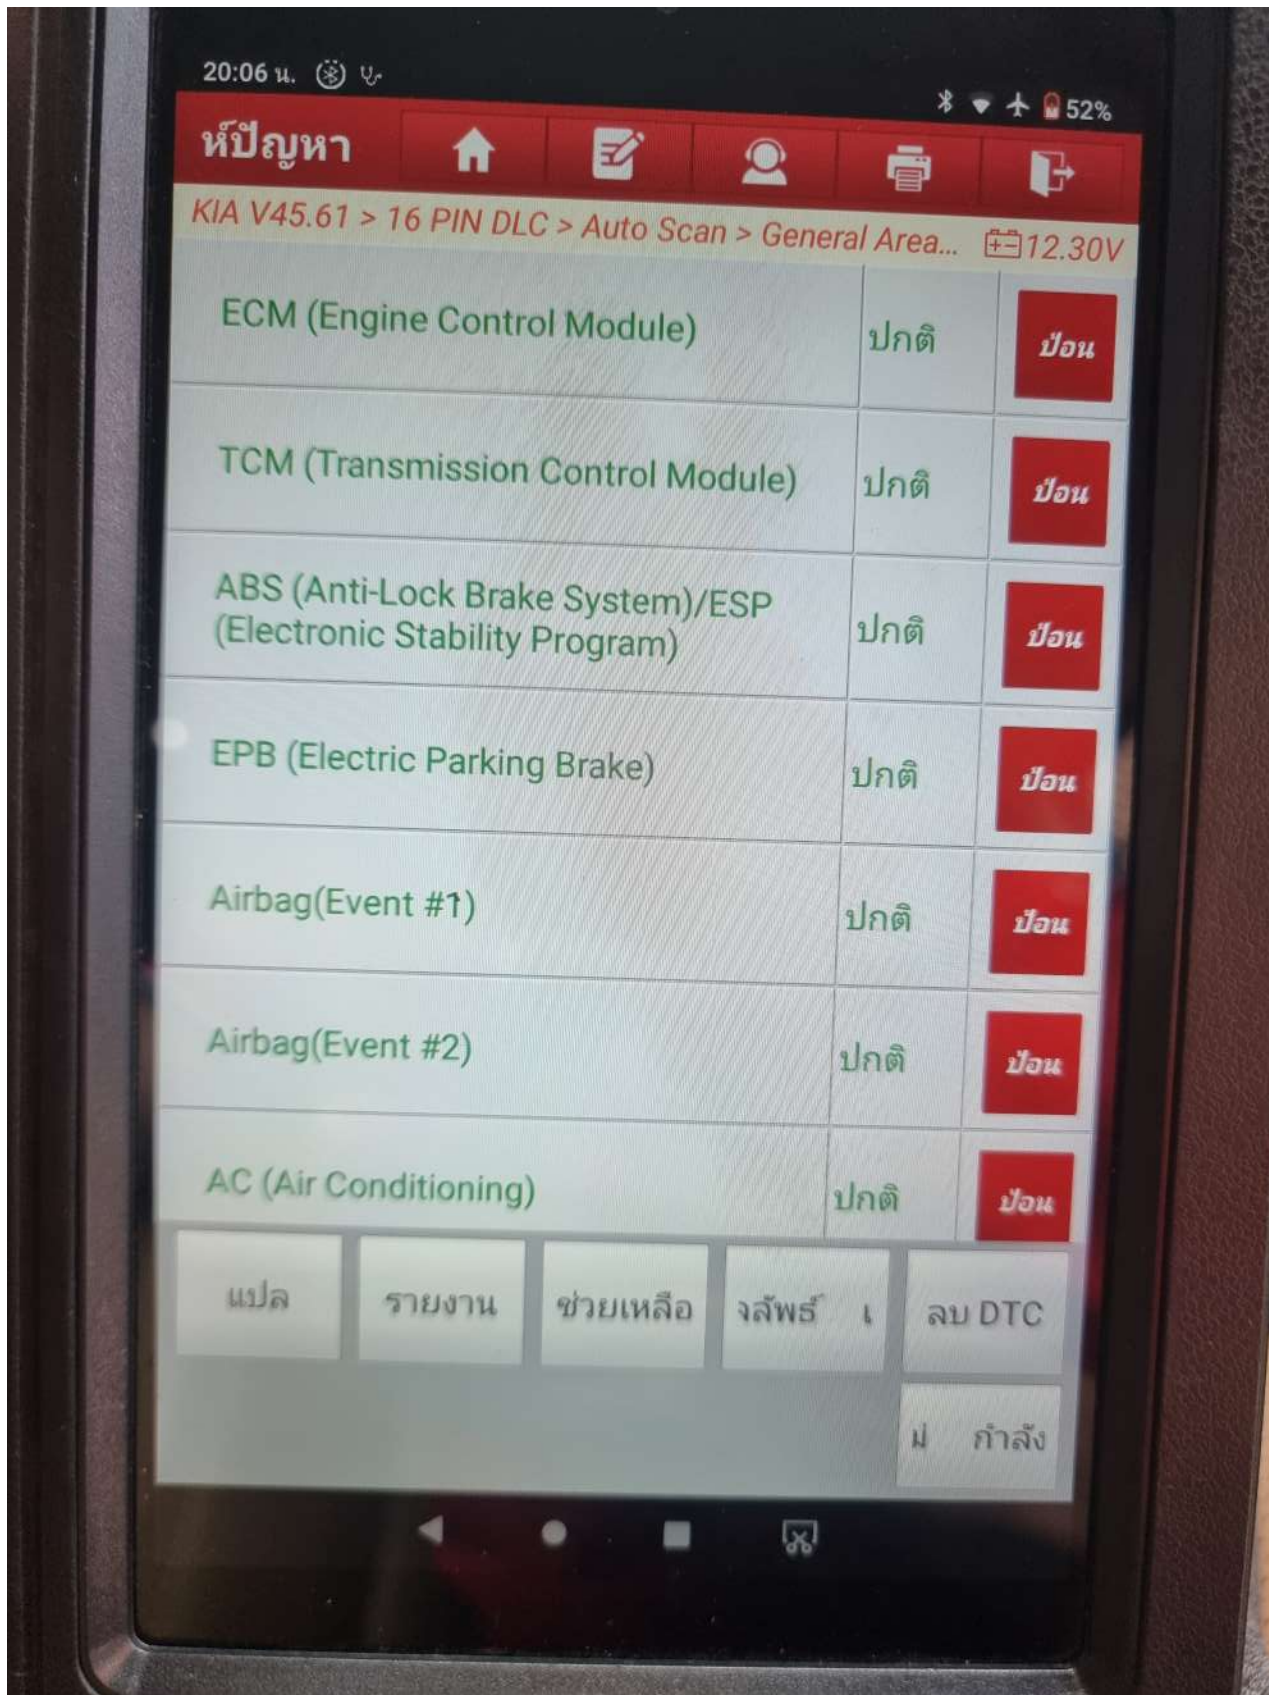 20:06 น.
52%
ห์ปัญหา
KIA V45.61 > 16 PIN DLC > Auto Scan > General Area... 12.30V
ECM (Engine Control Module) ปกติ ป้อน
TCM (Transmission Control Module) ปกติ ป้อน
ABS (Anti-Lock Brake System)/ESP
(Electronic Stability Program) ปกติ ป้อน
EPB (Electric Parking Brake) ปกติ ป้อน
Airbag(Event #1) ปกติ ป้อน
Airbag(Event #2) ปกติ ป้อน
AC (Air Conditioning) ปกติ ป้อน
แปล รายงาน ช่วยเหลือ ลัพธ์ เ ลบ DTC
กำลัง